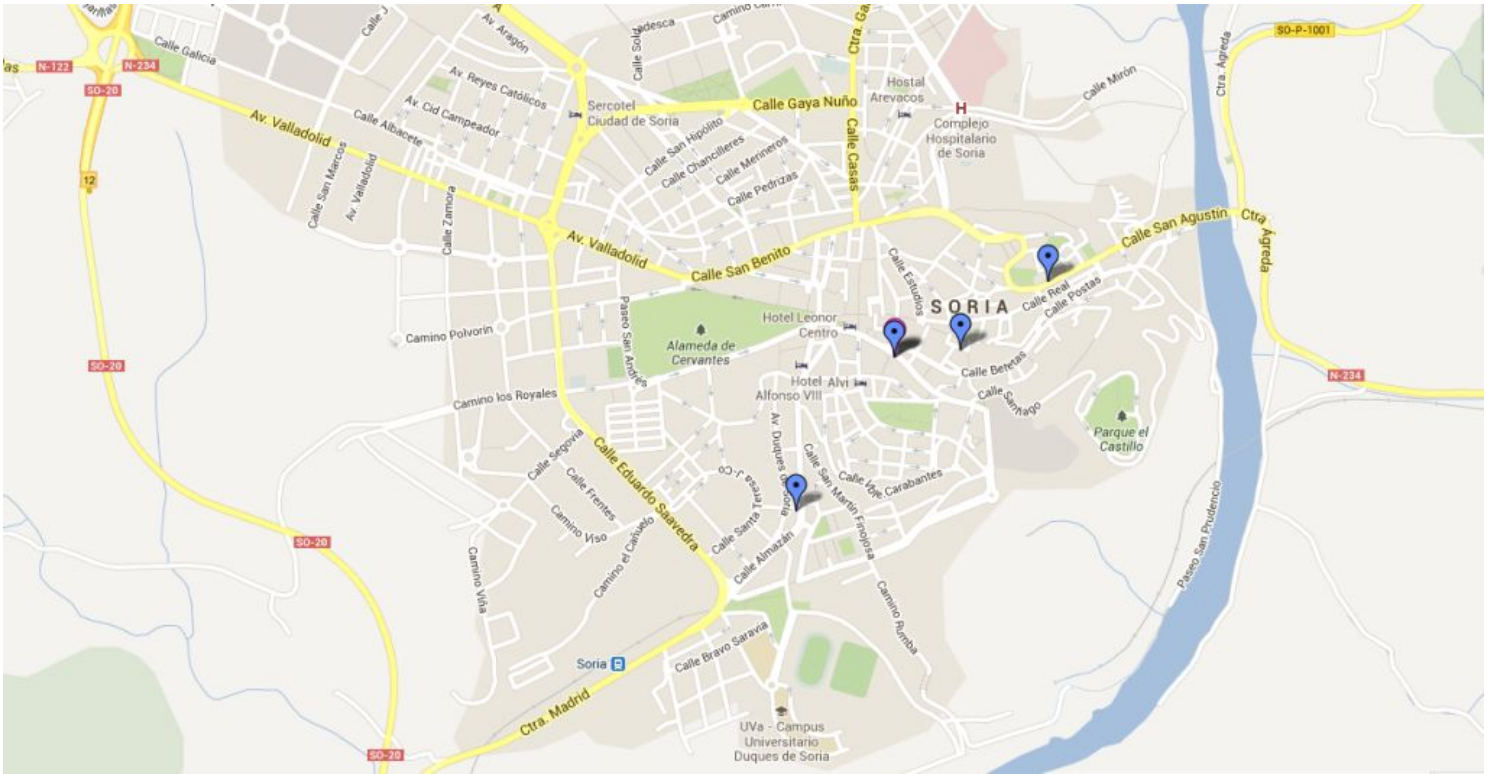 SO-P-1001
Ctra. Ágreda
Camino Can
Ctra. Ga
Av. Aragón
Calle J
Calle Galicia
N-122
N-234
SO-20
Calle Mirón
Av. Reyes Católicos
Hostal
Arevacos
H
Complejo
Hospitalario
de Soria
Sercotel
Ciudad de Soria
Calle Gaya Nuño
Av. Cid Campeador
Av. Valladolid
Calle Albacete
Calle San Hipólito
Calle Chancilleres
Calle Merineros
Calle Pedrizas
Calle Casas
12
Calle San Marcos
Av. Valladolid
Calle Zamora
Av. Valladolid
Calle San Benito
Calle San Agustín
Ctra
Ágreda
Calle Estudios
SORIA
Calle Real
Calle Postas
Hotel Leonor
Centro
Paseo San Andrés
Camino Polvorín
Alameda de
Cervantes
SO-20
Calle Betetas
N-234
Hotel
Alfonso VIII
Alvi
Calle Santiago
Camino los Royales
Parque el
Castillo
Calle Segovia
Calle Eduardo Saavedra
Av. Duques de Soria
Calle San Martín Finojosa
Calle Vbje. Carabantes
Calle Frentes
Calle Santa Teresa J-Co
Camino Viso
Camino el Cañuelo
SO-20
Calle Almazán
Paseo San Prudencio
Camino Viña
Camino Rumba
Calle Bravo Saravia
Soria
Ctra. Madrid
UVa - Campus
Universitario
Duques de Soria
SO-20